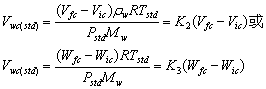 V_{wc(std)} = \frac{(V_{fc} - V_{ic})\rho_w RT_{std}}{P_{std} M_w} = K_2(V_{fc} - V_{ic})或
V_{wc(std)} = \frac{(W_{fc} - W_{ic})RT_{std}}{P_{std} M_w} = K_3(W_{fc} - W_{ic})